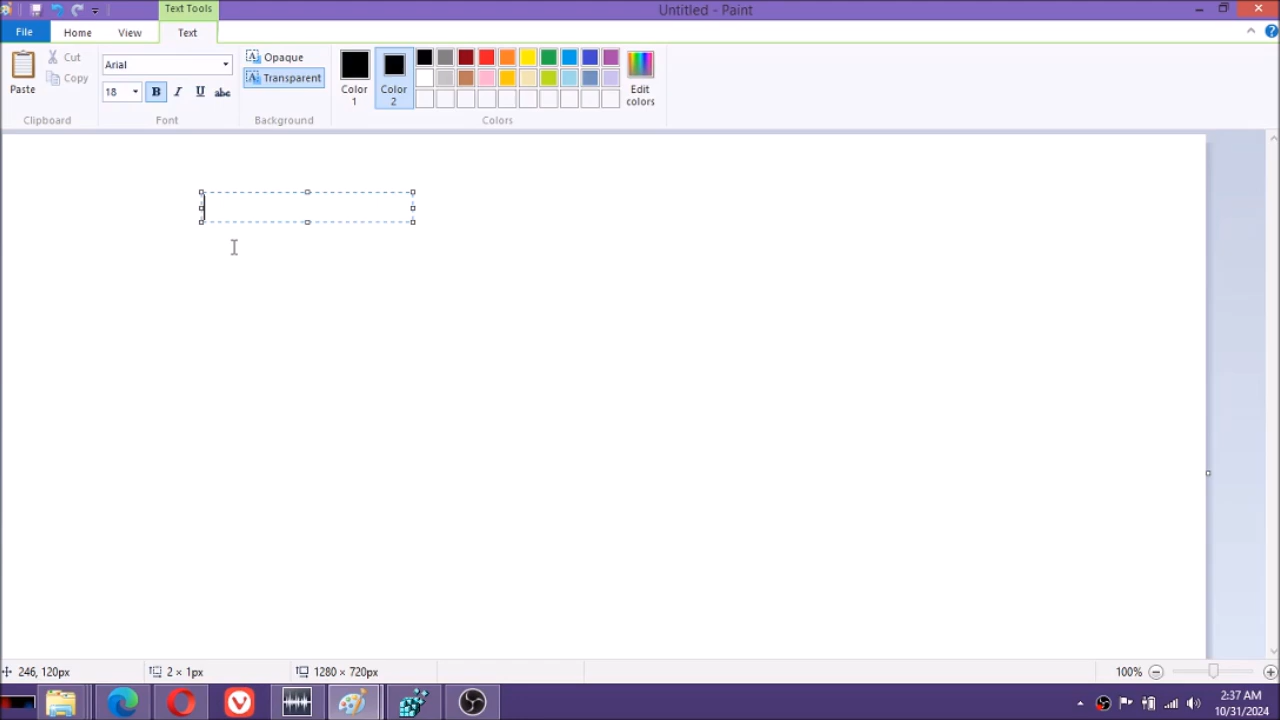 Text Tools
Untitled - Paint
File
Home
View
Text
Paste
Cut
Copy
Clipboard
Arial
18
B
I
U
abc
Font
A
Opaque
A
Transparent
Background
Color
1
Color
2
Edit
colors
Colors
246, 120px
2 × 1px
1280 × 720px
100%
2:37 AM
10/31/2024